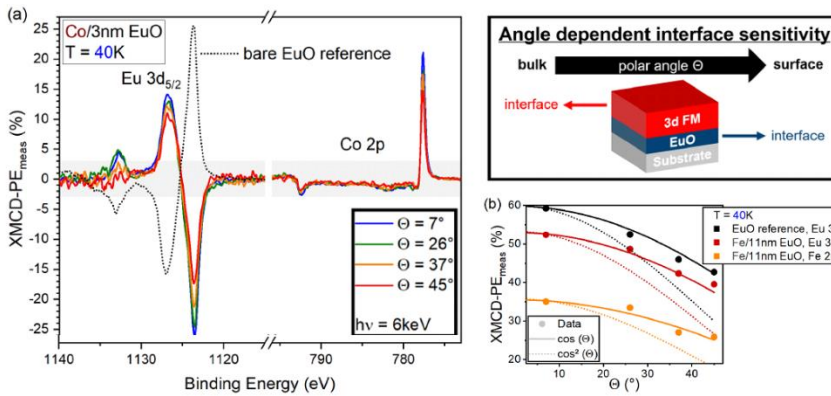 (a)
Co/3nm EuO
T = 40K
bare EuO reference
Eu 3d5/2
Co 2p
XMCD-PEmeas (%)
25
20
15
10
5
0
-5
-10
-15
-20
-25
Θ = 7°
Θ = 26°
Θ = 37°
Θ = 45°
hν = 6keV
1140
1130
1120
790
780
Binding Energy (eV)
Angle dependent interface sensitivity
bulk
polar angle Θ
surface
interface
3d FM
EuO
Substrate
interface
(b)
T = 40K
EuO reference, Eu 3
Fe/11nm EuO, Eu 3
Fe/11nm EuO, Fe 2
XMCD-PEmeas (%)
60
50
40
30
20
Data
cos (Θ)
cos² (Θ)
10
20
30
40
Θ (°)